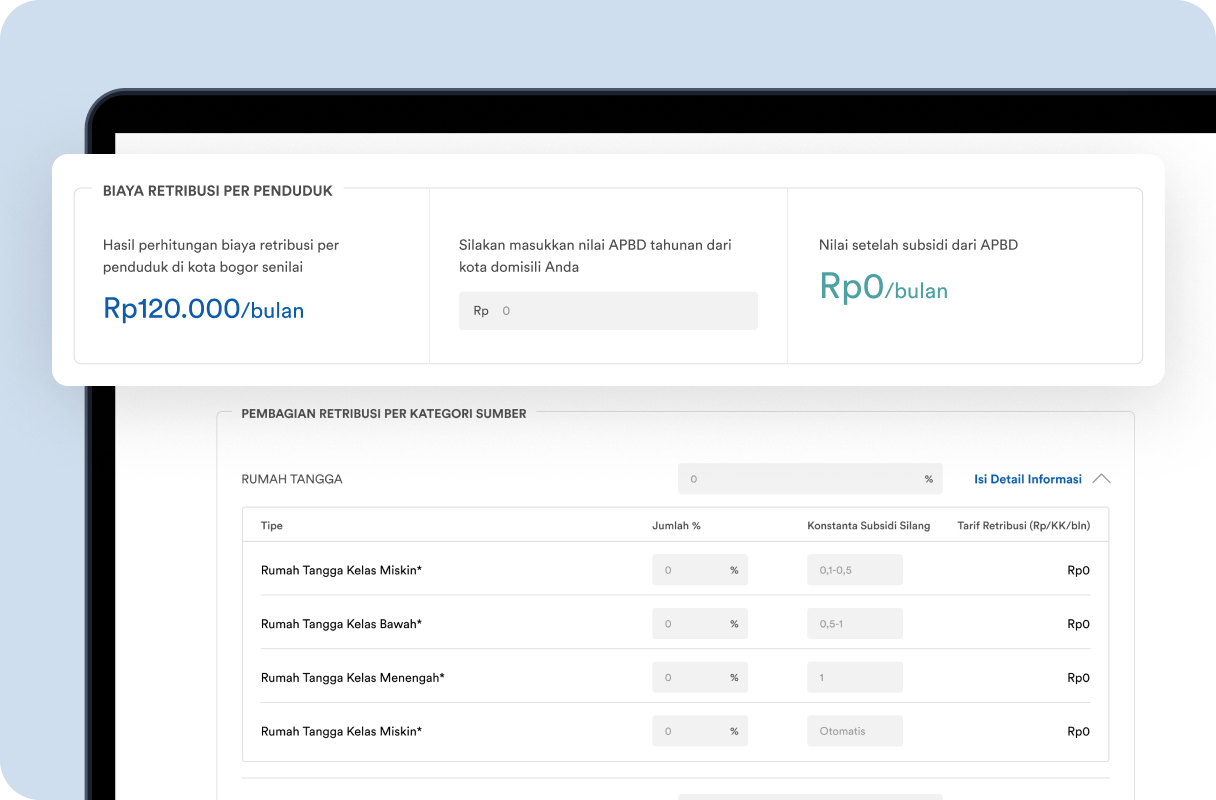 BIAYA RETRIBUSI PER PENDUDUK
Hasil perhitungan biaya retribusi per
penduduk di kota bogor senilai
Rp120.000/bulan
Silakan masukkan nilai APBD tahunan dari
kota domisili Anda
Rp 0
Nilai setelah subsidi dari APBD
Rp0/bulan
PEMBAGIAN RETRIBUSI PER KATEGORI SUMBER
RUMAH TANGGA 0 % Isi Detail Informasi
Tipe Jumlah % Konstanta Subsidi Silang Tarif Retribusi (Rp/KK/bln)
Rumah Tangga Kelas Miskin* 0 % 0,1-0,5 Rp0
Rumah Tangga Kelas Bawah* 0 % 0,5-1 Rp0
Rumah Tangga Kelas Menengah* 0 % 1 Rp0
Rumah Tangga Kelas Miskin* 0 % Otomatis Rp0